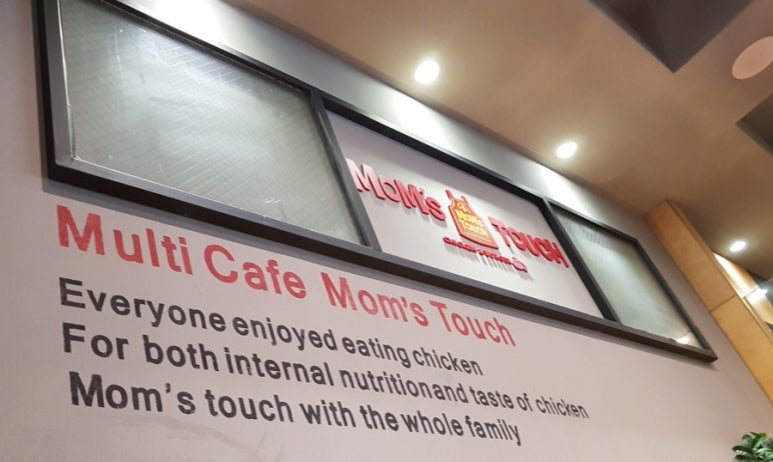 MOM'S TOUCH
Multi Cafe Mom's Touch
Everyone enjoyed eating chicken
For both internal nutritionand taste of chicken
Mom's touch with the whole family